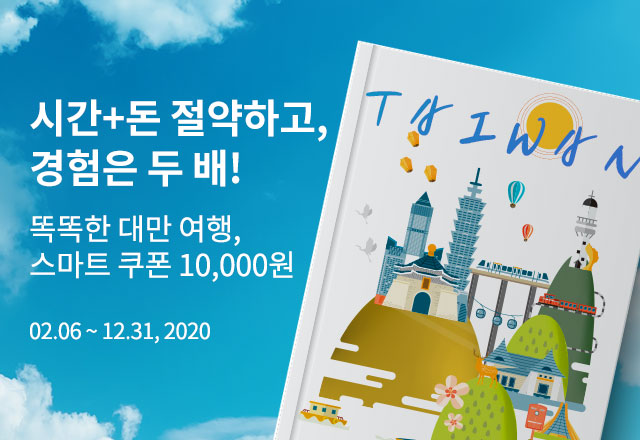 시간+돈 절약하고,
경험은 두 배!
똑똑한 대만 여행,
스마트 쿠폰 10,000원
02.06 ~ 12.31, 2020
TAIWAN